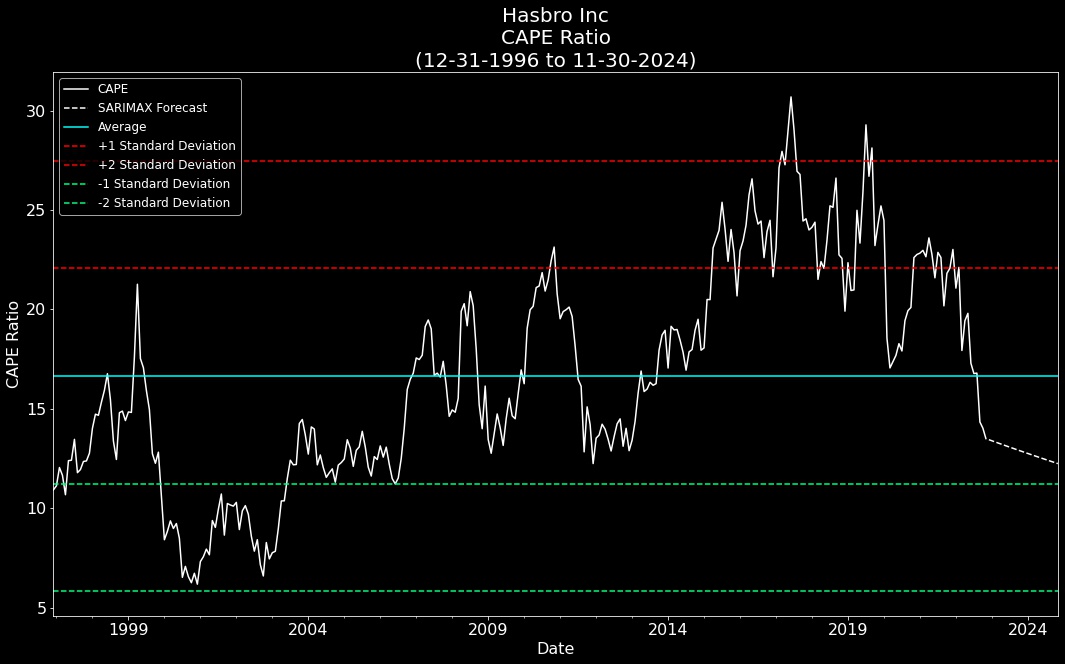 Hasbro Inc
CAPE Ratio
(12-31-1996 to 11-30-2024)
CAPE
SARIMAX Forecast
Average
+1 Standard Deviation
+2 Standard Deviation
-1 Standard Deviation
-2 Standard Deviation
CAPE Ratio
30
25
20
15
10
5
1999 2004 2009 2014 2019 2024
Date